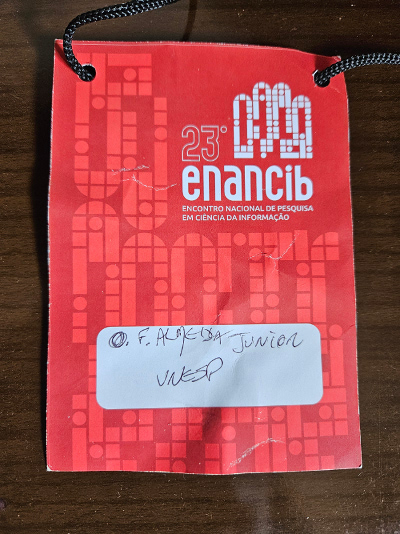 23°
enancib
ENCONTRO NACIONAL DE PESQUISA
EM CIÊNCIA DA INFORMAÇÃO
O. F. ALMEIDA JUNIOR
UNESP